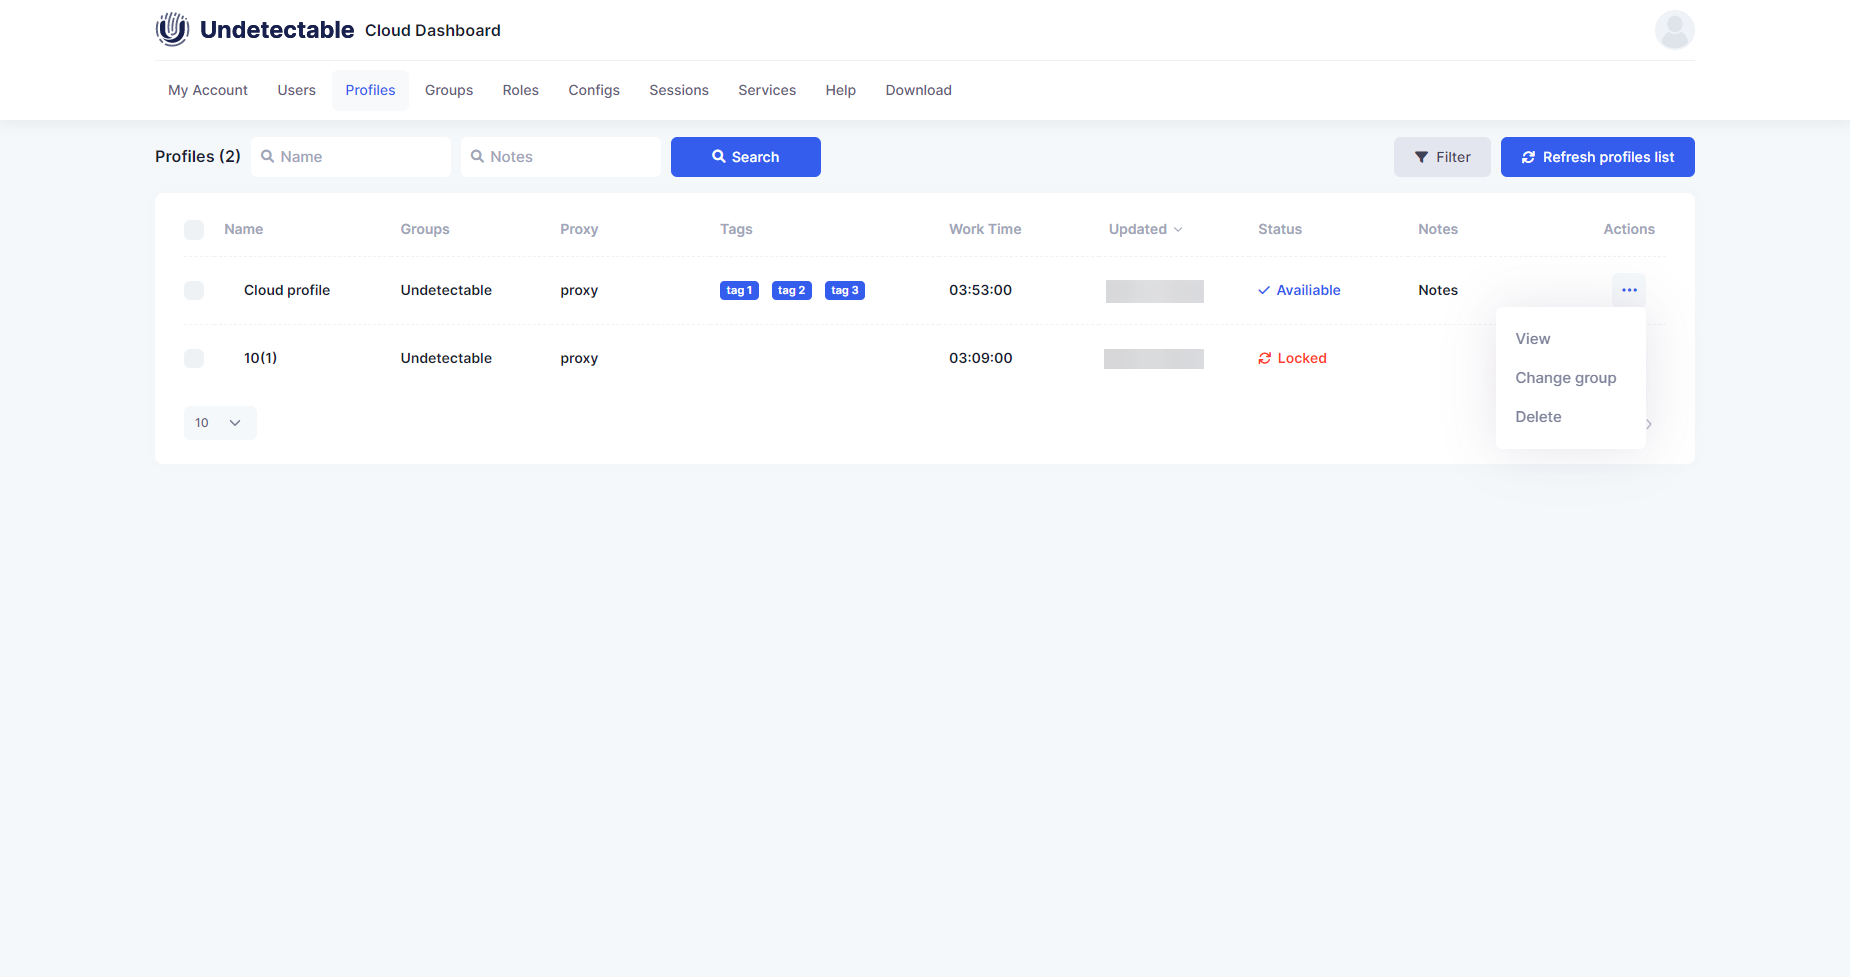 Undetectable Cloud Dashboard
My Account Users Profiles Groups Roles Configs Sessions Services Help Download
Profiles (2) Name Notes Search Filter Refresh profiles list
Name Groups Proxy Tags Work Time Updated Status Notes Actions
Cloud profile Undetectable proxy tag 1 tag 2 tag 3 03:53:00 Availiable Notes
View
10(1) Undetectable proxy 03:09:00 Locked
Change group
Delete
10